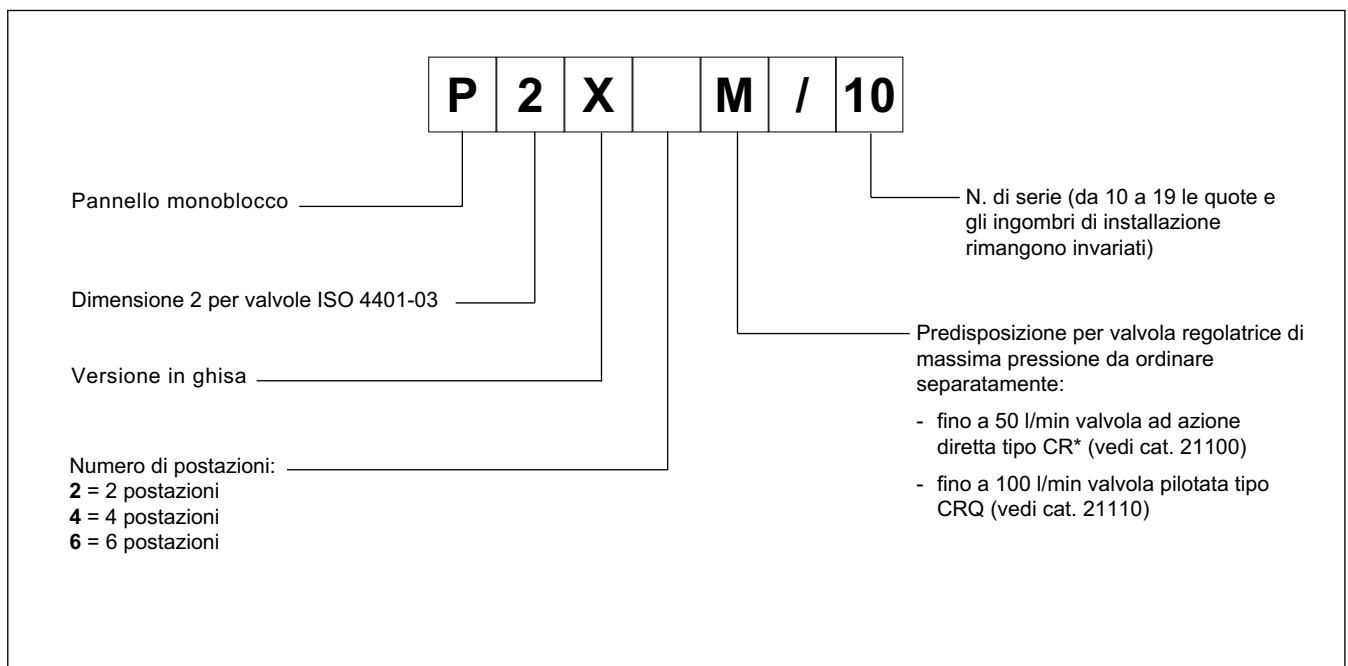 P 2 X M / 10
Pannello monoblocco
Dimensione 2 per valvole ISO 4401-03
Versione in ghisa
Numero di postazioni:
2 = 2 postazioni
4 = 4 postazioni
6 = 6 postazioni
N. di serie (da 10 a 19 le quote e
gli ingombri di installazione
rimangono invariati)
Predisposizione per valvola regolatrice di
massima pressione da ordinare
separatamente:
- fino a 50 l/min valvola ad azione
diretta tipo CR* (vedi cat. 21100)
- fino a 100 l/min valvola pilotata tipo
CRQ (vedi cat. 21110)